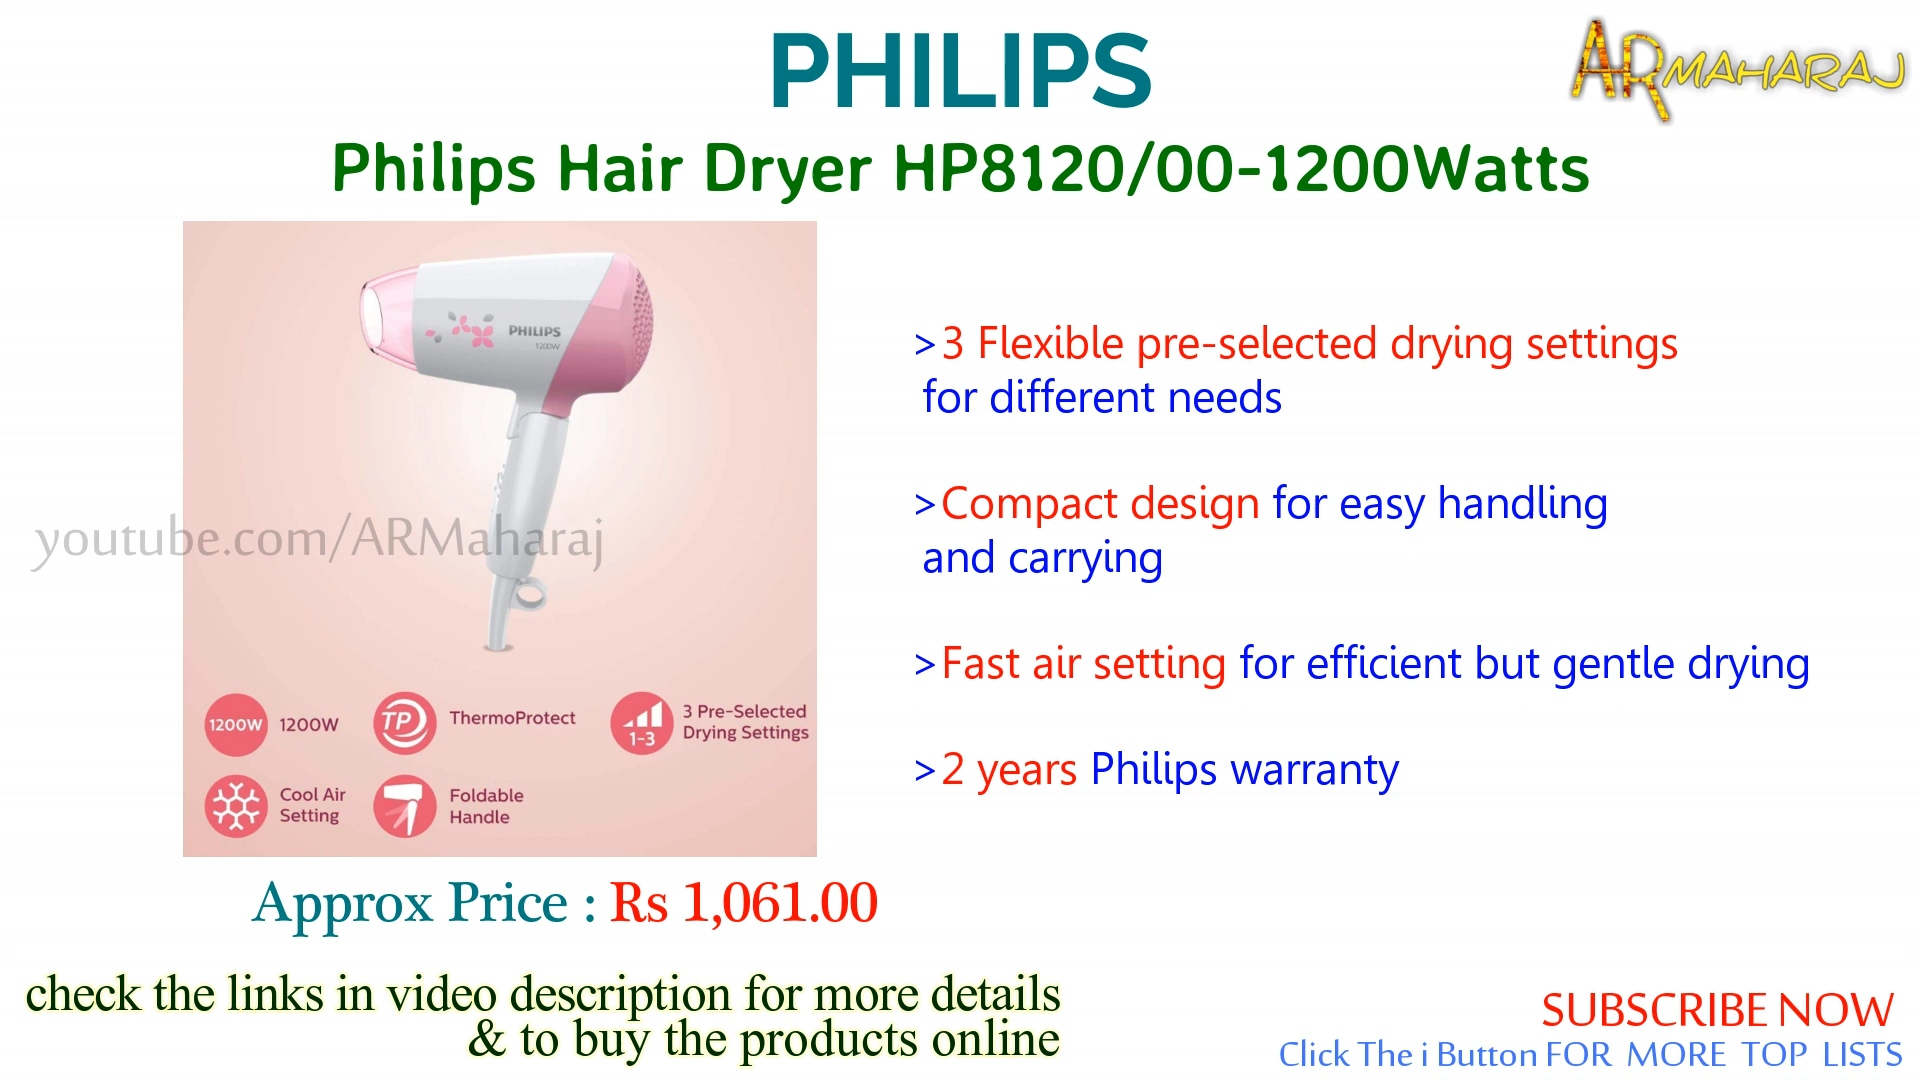 PHILIPS
ARMAHARAJ
Philips Hair Dryer HP8120/00-1200Watts
PHILIPS
1200W
youtube.com/ARMaharaj
1200W 1200W
TP ThermoProtect
1-3 3 Pre-Selected
Drying Settings
Cool Air
Setting
Foldable
Handle
>3 Flexible pre-selected drying settings
for different needs
>Compact design for easy handling
and carrying
>Fast air setting for efficient but gentle drying
>2 years Philips warranty
Approx Price : Rs 1,061.00
check the links in video description for more details
& to buy the products online
SUBSCRIBE NOW
Click The i Button FOR MORE TOP LISTS